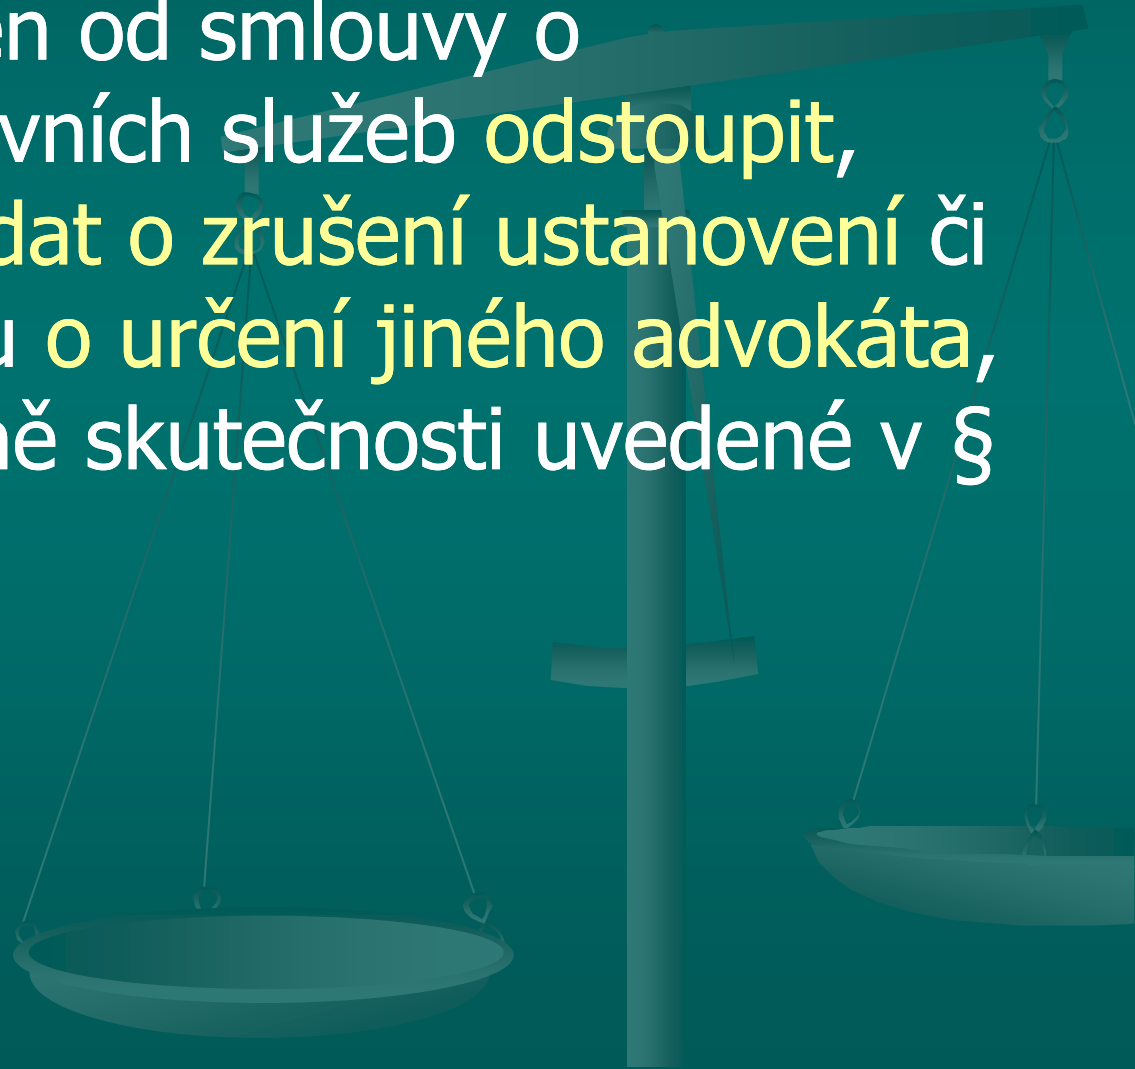 en od smlouvy o
vních služeb odstoupit,
dat o zrušení ustanovení či
u o určení jiného advokáta,
ně skutečnosti uvedené v §